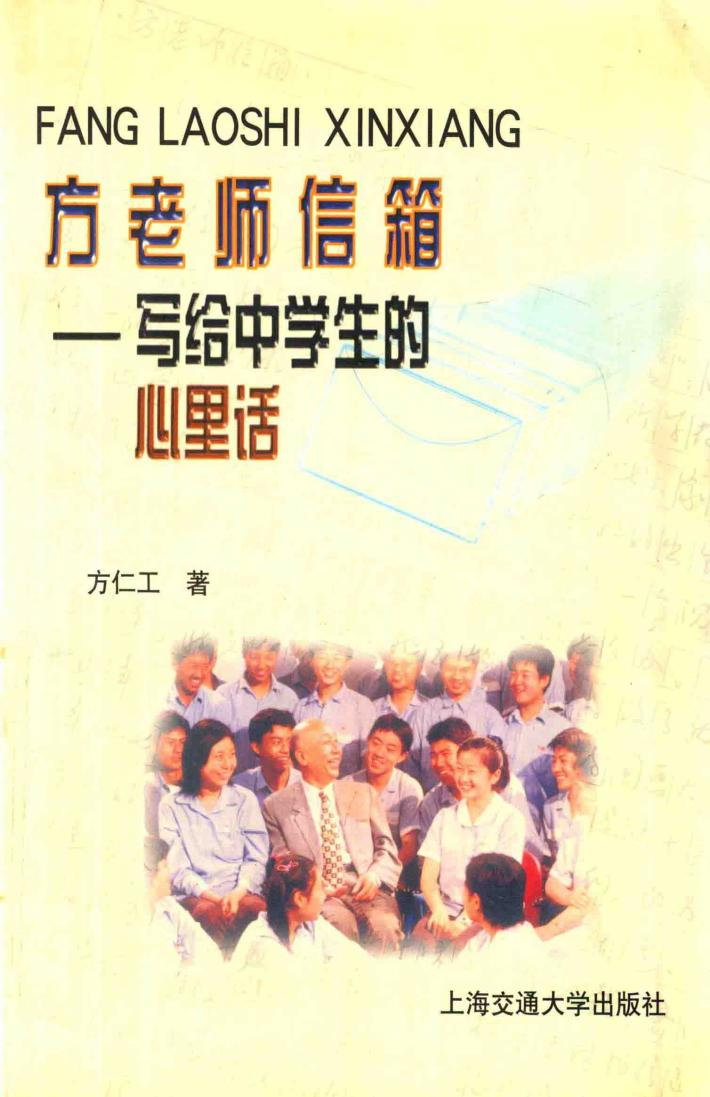 FANG LAOSHI XINXIANG
方老师信箱
—写给中学生的
心里话
方仁工 著
上海交通大学出版社